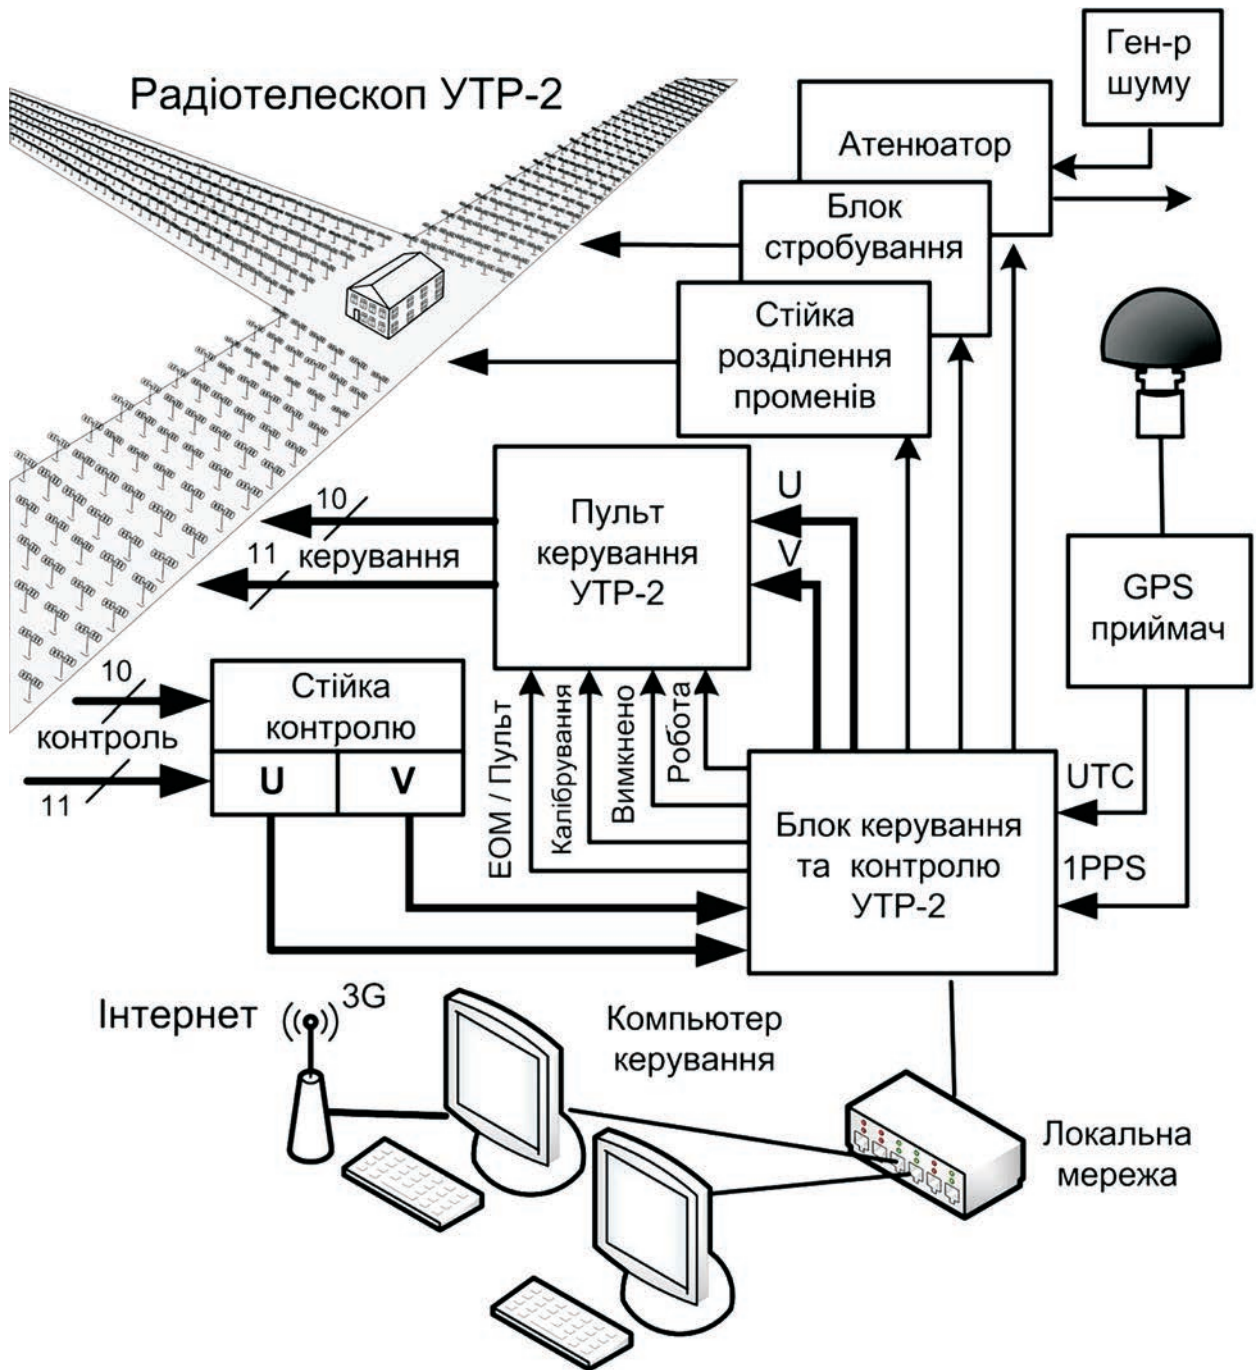 Радіотелескоп УТР-2
Ген-р
шуму
Атенюатор
Блок
стробування
Стійка
розділення
променів
10
11
керування
Пульт
керування
УТР-2
U
V
GPS
приймач
10
контроль
11
Стійка
контролю
U
V
ЕОМ / Пульт
Калібрування
Вимкнено
Робота
Блок керування
та контролю
УТР-2
UTC
1PPS
Інтернет
3G
Компьютер
керування
Локальна
мережа